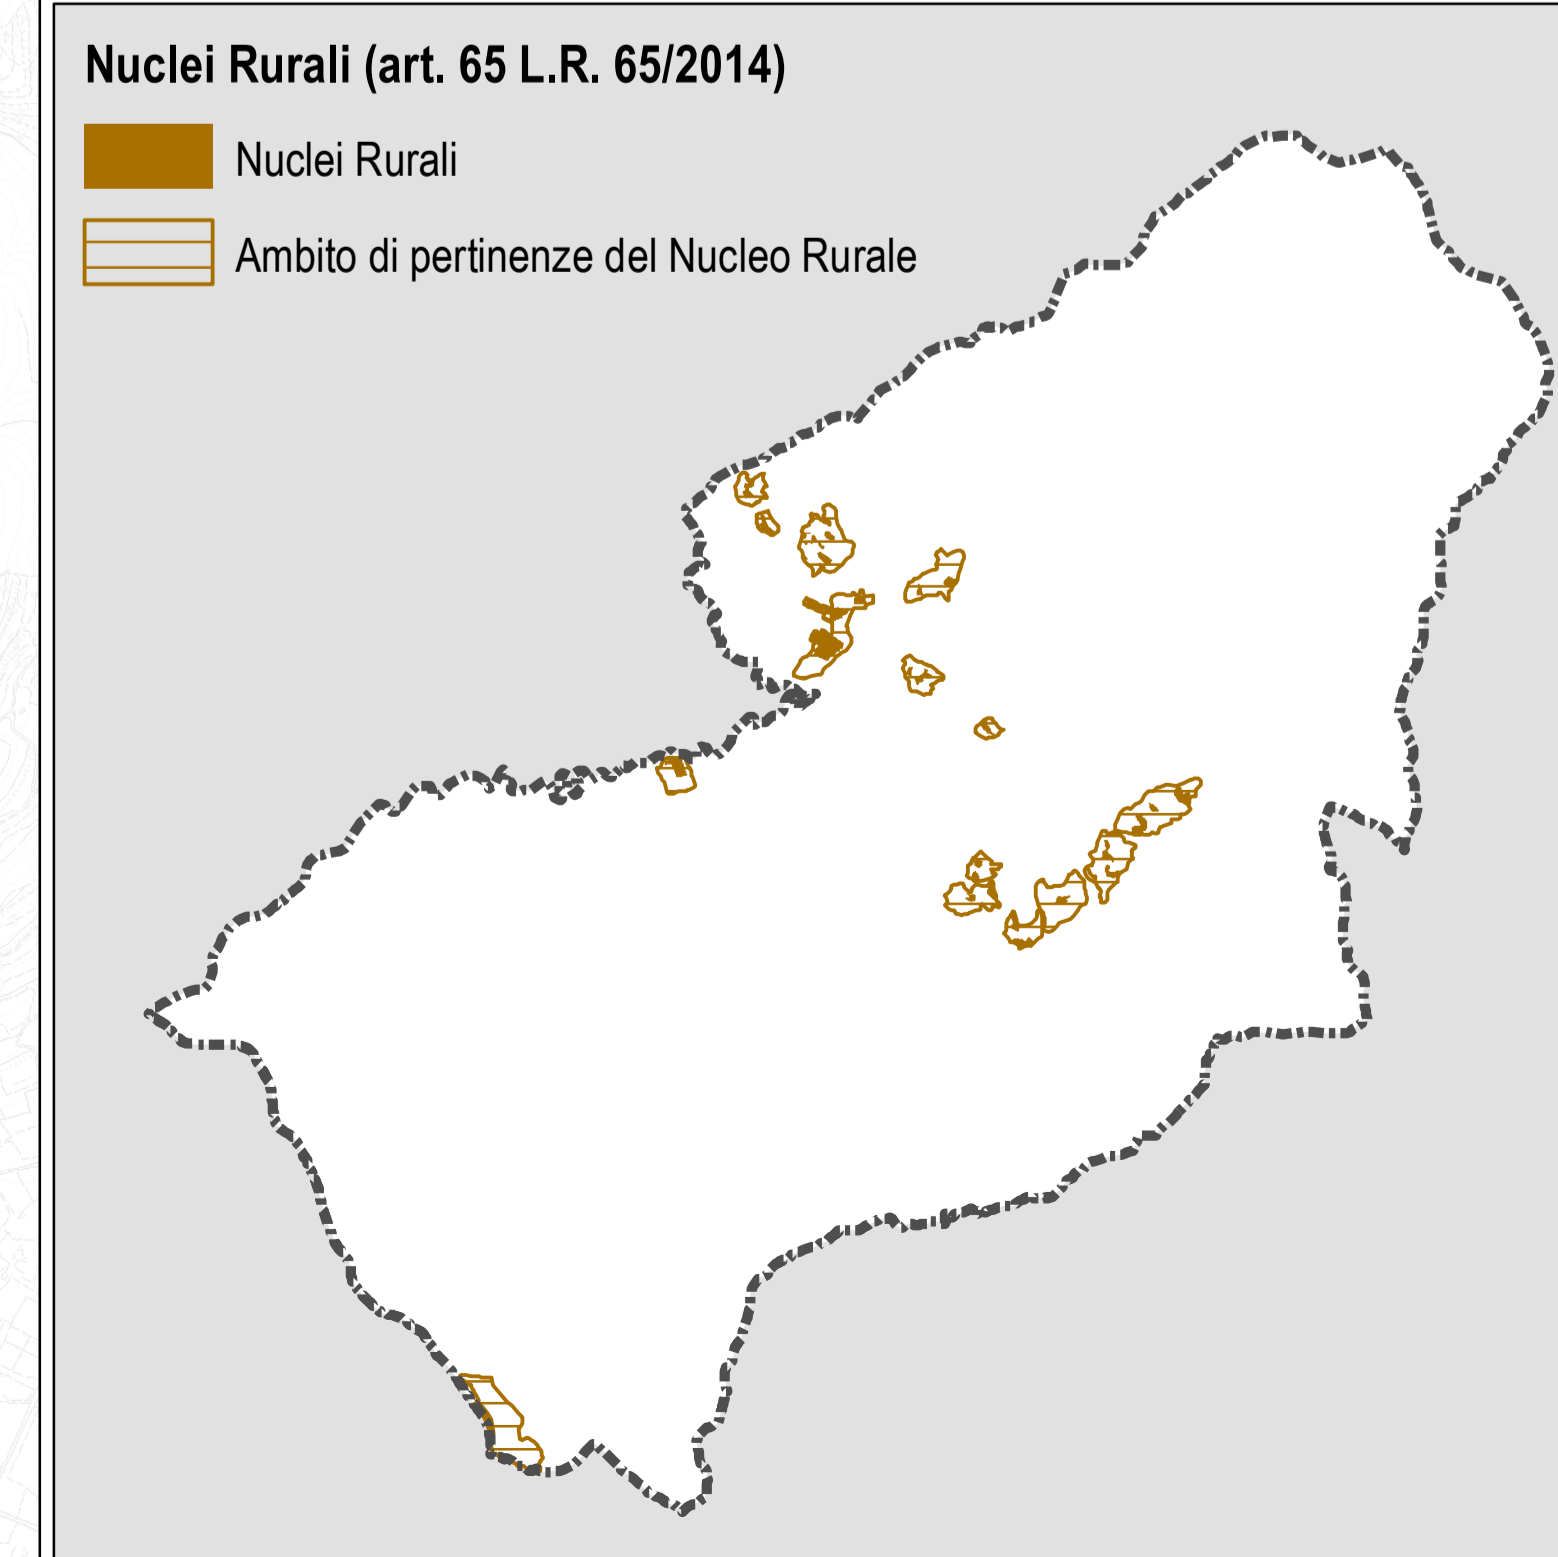 Nuclei Rurali (art. 65 L.R. 65/2014)
Nuclei Rurali
Ambito di pertinenze del Nucleo Rurale